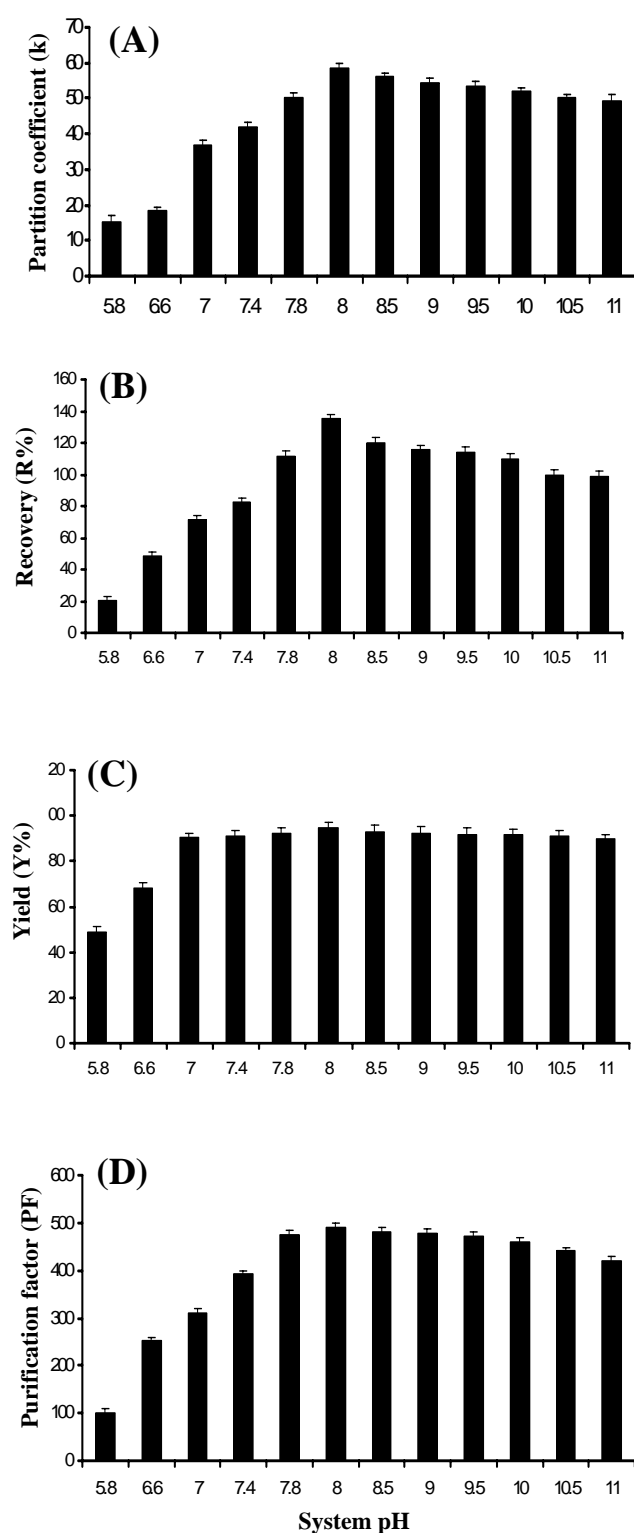 (A)
Partition coefficient (k)
70
60
50
40
30
20
10
0
5.8 6.6 7 7.4 7.8 8 8.5 9 9.5 10 10.5 11
(B)
Recovery (R%)
160
140
120
100
80
60
40
20
0
5.8 6.6 7 7.4 7.8 8 8.5 9 9.5 10 10.5 11
(C)
Yield (Y%)
20
00
80
60
40
20
0
5.8 6.6 7 7.4 7.8 8 8.5 9 9.5 10 10.5 11
(D)
Purification factor (PF)
600
500
400
300
200
100
0
5.8 6.6 7 7.4 7.8 8 8.5 9 9.5 10 10.5 11
System pH